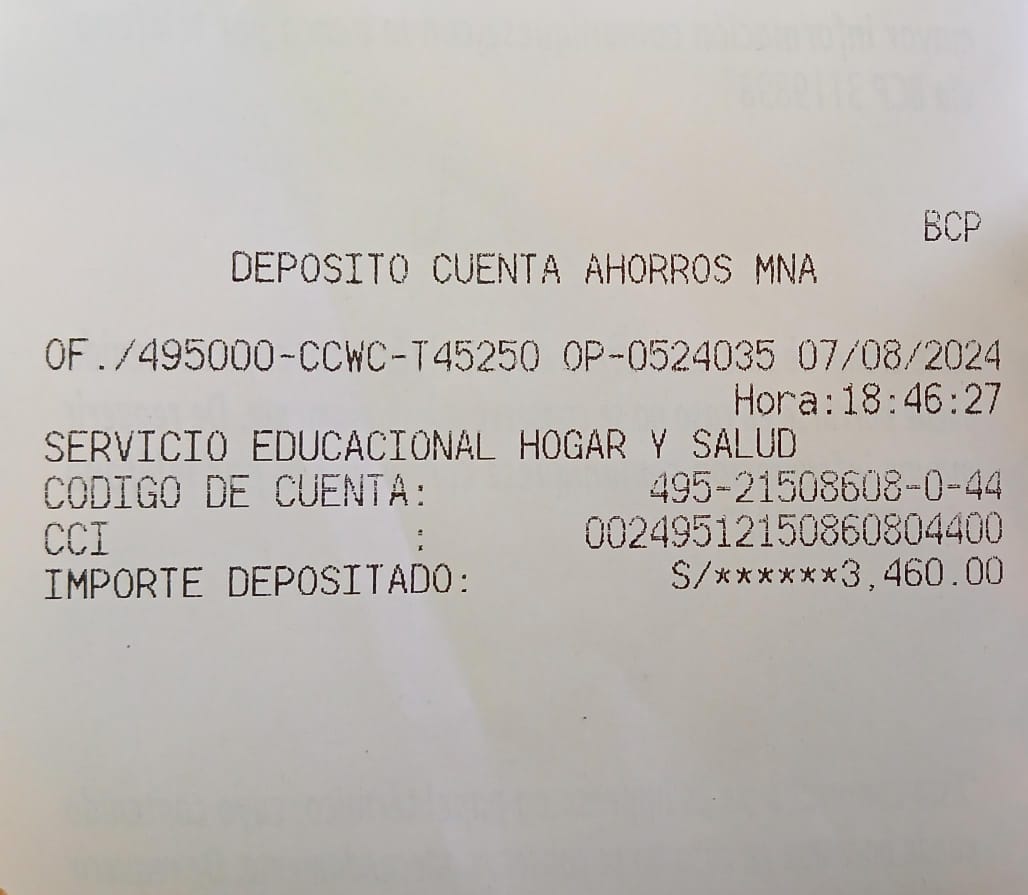 BCP
DEPOSITO CUENTA AHORROS MNA
OF./495000-CCWC-T45250 OP-0524035 07/08/2024
Hora:18:46:27
SERVICIO EDUCACIONAL HOGAR Y SALUD
CODIGO DE CUENTA: 495-21508608-0-44
CCI : 00249512150860804400
IMPORTE DEPOSITADO: S/******3,460.00